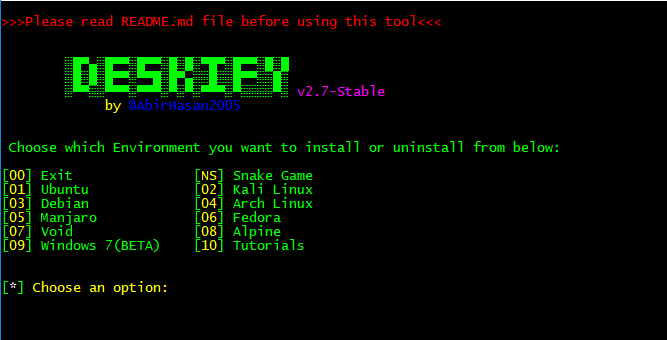 >>>Please read README.md file before using this tool<<<
DESKIFY v2.7-Stable
by @AbirHasan2005
Choose which Environment you want to install or uninstall from below:
[00] Exit [NS] Snake Game
[01] Ubuntu [02] Kali Linux
[03] Debian [04] Arch Linux
[05] Manjaro [06] Fedora
[07] Void [08] Alpine
[09] Windows 7(BETA) [10] Tutorials
[*] Choose an option: